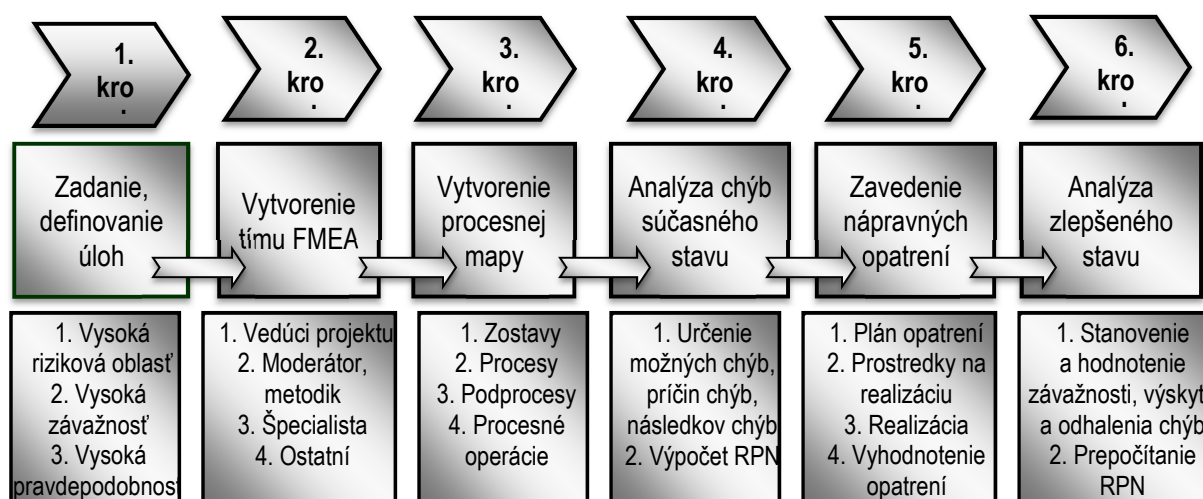 1.
kro
.
2.
kro
.
3.
kro
.
4.
kro
.
5.
kro
.
6.
kro
.
Zadanie,
definovanie
úloh
Vytvorenie
tímu FMEA
Vytvorenie
procesnej
mapy
Analýza chýb
súčasného
stavu
Zavedenie
nápravných
opatrení
Analýza
zlepšeného
stavu
1. Vysoká
riziková oblasť
2. Vysoká
závažnosť
3. Vysoká
pravdepodobnosť
1. Vedúci projektu
2. Moderátor,
metodik
3. Špecialista
4. Ostatní
1. Zostavy
2. Procesy
3. Podprocesy
4. Procesné
operácie
1. Určenie
možných chýb,
príčin chýb,
následkov chýb
2. Výpočet RPN
1. Plán opatrení
2. Prostredky na
realizáciu
3. Realizácia
4. Vyhodnotenie
opatrení
1. Stanovenie
a hodnotenie
závažnosti, výskyt
a odhalenia chýb
2. Prepočítanie
RPN